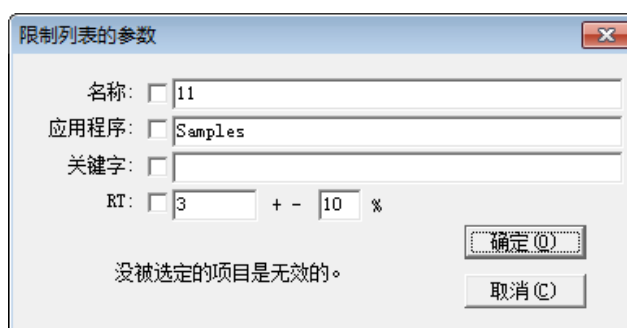 限制列表的参数
名称: 11
应用程序: Samples
关键字:
RT: 3 + - 10 %
确定(O)
没被选定的项目是无效的。
取消(C)